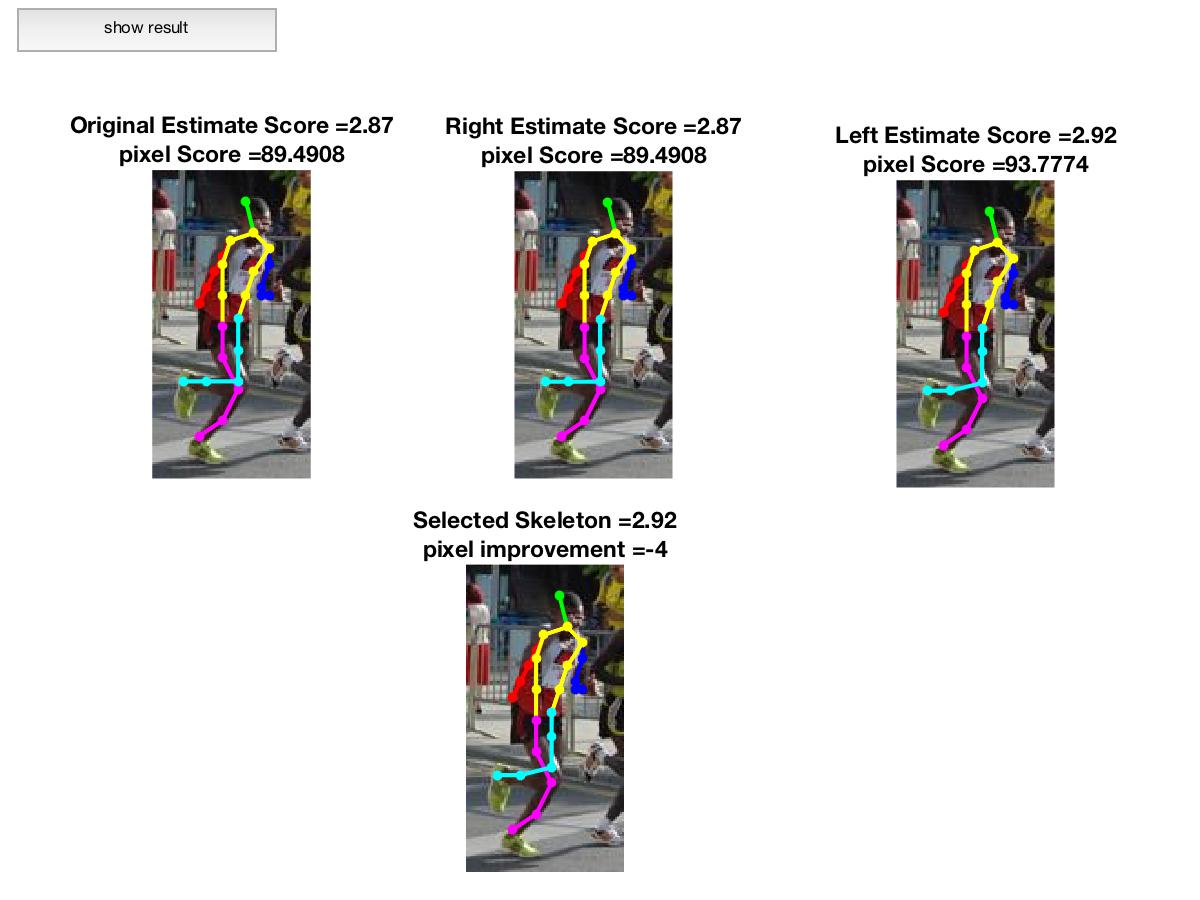 show result
Original Estimate Score =2.87
pixel Score =89.4908
Right Estimate Score =2.87
pixel Score =89.4908
Left Estimate Score =2.92
pixel Score =93.7774
Selected Skeleton =2.92
pixel improvement =-4